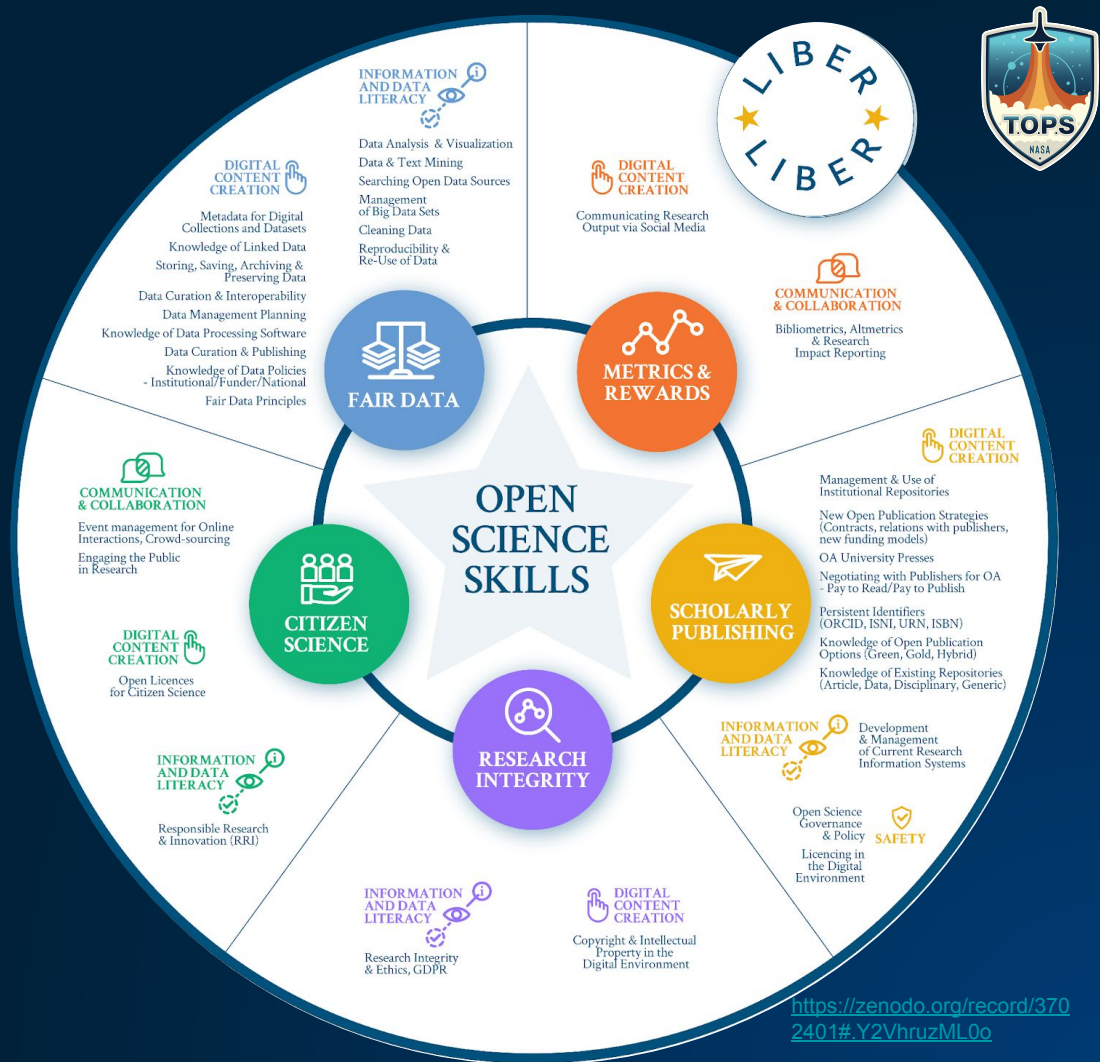 LIBER
LIBER
T.O.P.S
NASA
INFORMATION
AND DATA
LITERACY
Data Analysis & Visualization
Data & Text Mining
Searching Open Data Sources
Management
of Big Data Sets
Cleaning Data
Reproducibility &
Re-Use of Data
DIGITAL
CONTENT
CREATION
Metadata for Digital
Collections and Datasets
Knowledge of Linked Data
Storing, Saving, Archiving &
Preserving Data
Data Curation & Interoperability
Data Management Planning
Knowledge of Data Processing Software
Data Curation & Publishing
Knowledge of Data Policies
- Institutional/Funder/National
Fair Data Principles
FAIR DATA
DIGITAL
CONTENT
CREATION
Communicating Research
Output via Social Media
COMMUNICATION
& COLLABORATION
Bibliometrics, Altmetrics
& Research
Impact Reporting
METRICS &
REWARDS
OPEN
SCIENCE
SKILLS
DIGITAL
CONTENT
CREATION
Management & Use of
Institutional Repositories
New Open Publication Strategies
(Contracts, relations with publishers,
new funding models)
OA University Presses
Negotiating with Publishers for OA
- Pay to Read/Pay to Publish
Persistent Identifiers
(ORCID, ISNI, URN, ISBN)
Knowledge of Open Publication
Options (Green, Gold, Hybrid)
Knowledge of Existing Repositories
(Article, Data, Disciplinary, Generic)
SCHOLARLY
PUBLISHING
INFORMATION
AND DATA
LITERACY
Development
& Management
of Current Research
Information Systems
Open Science
Governance
& Policy
Licencing in
the Digital
Environment
SAFETY
COMMUNICATION
& COLLABORATION
Event management for Online
Interactions, Crowd-sourcing
Engaging the Public
in Research
CITIZEN
SCIENCE
DIGITAL
CONTENT
CREATION
Open Licences
for Citizen Science
INFORMATION
AND DATA
LITERACY
Responsible Research
& Innovation (RRI)
RESEARCH
INTEGRITY
INFORMATION
AND DATA
LITERACY
Research Integrity
& Ethics, GDPR
DIGITAL
CONTENT
CREATION
Copyright & Intellectual
Property in the
Digital Environment
https://zenodo.org/record/370
2401#.Y2VhruzML0o